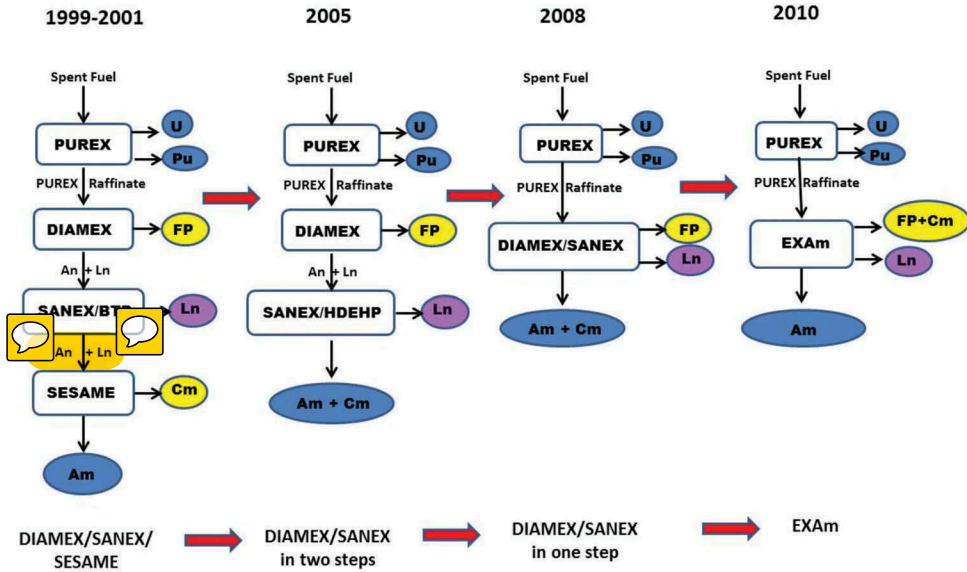 1999-2001
2005
2008
2010
Spent Fuel
PUREX
U
Pu
PUREX Raffinate
DIAMEX
FP
An + Ln
SANEX/BTP
Ln
An + Ln
SESAME
Cm
Am
Spent Fuel
PUREX
U
Pu
PUREX Raffinate
DIAMEX
FP
An + Ln
SANEX/HDEHP
Ln
Am + Cm
Spent Fuel
PUREX
U
Pu
PUREX Raffinate
DIAMEX/SANEX
FP
Ln
Am + Cm
Spent Fuel
PUREX
U
Pu
PUREX Raffinate
EXAm
FP+Cm
Ln
Am
DIAMEX/SANEX/
SESAME
DIAMEX/SANEX
in two steps
DIAMEX/SANEX
in one step
EXAm